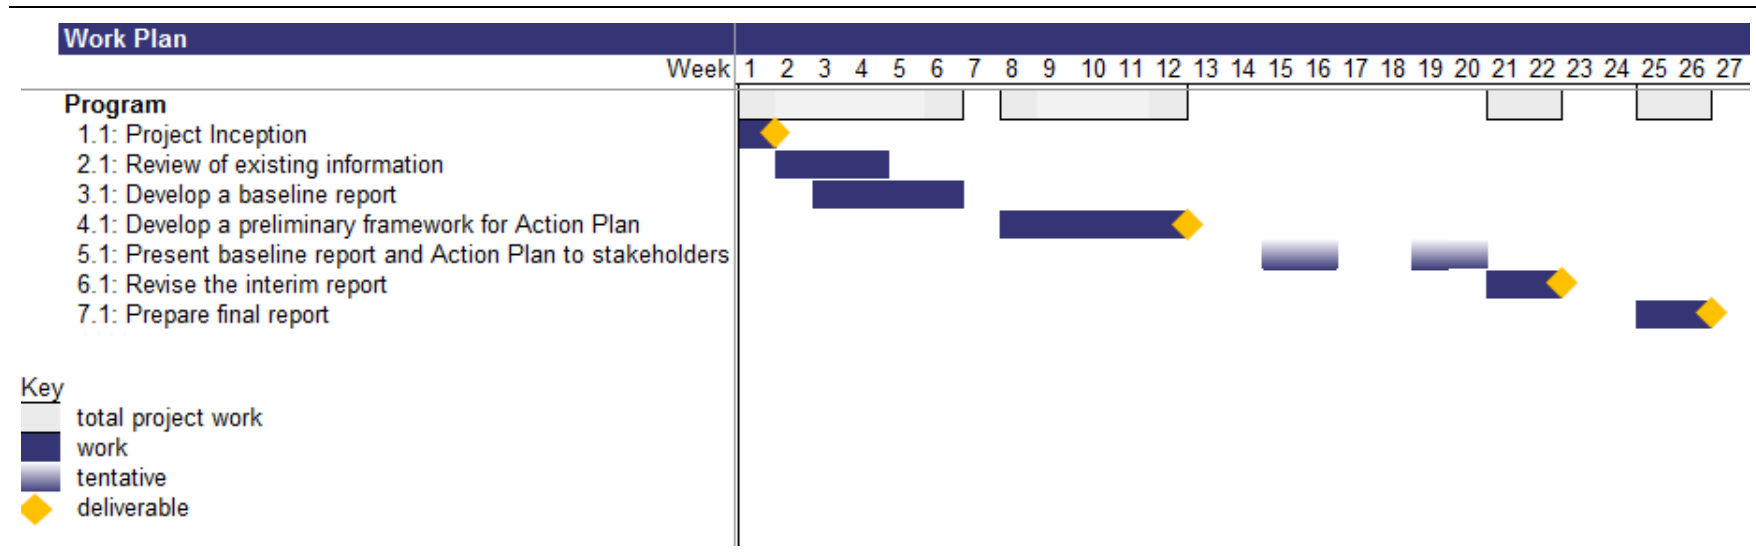 Work Plan
Week 1 2 3 4 5 6 7 8 9 10 11 12 13 14 15 16 17 18 19 20 21 22 23 24 25 26 27
Program
1.1: Project Inception
2.1: Review of existing information
3.1: Develop a baseline report
4.1: Develop a preliminary framework for Action Plan
5.1: Present baseline report and Action Plan to stakeholders
6.1: Revise the interim report
7.1: Prepare final report
Key
total project work
work
tentative
deliverable